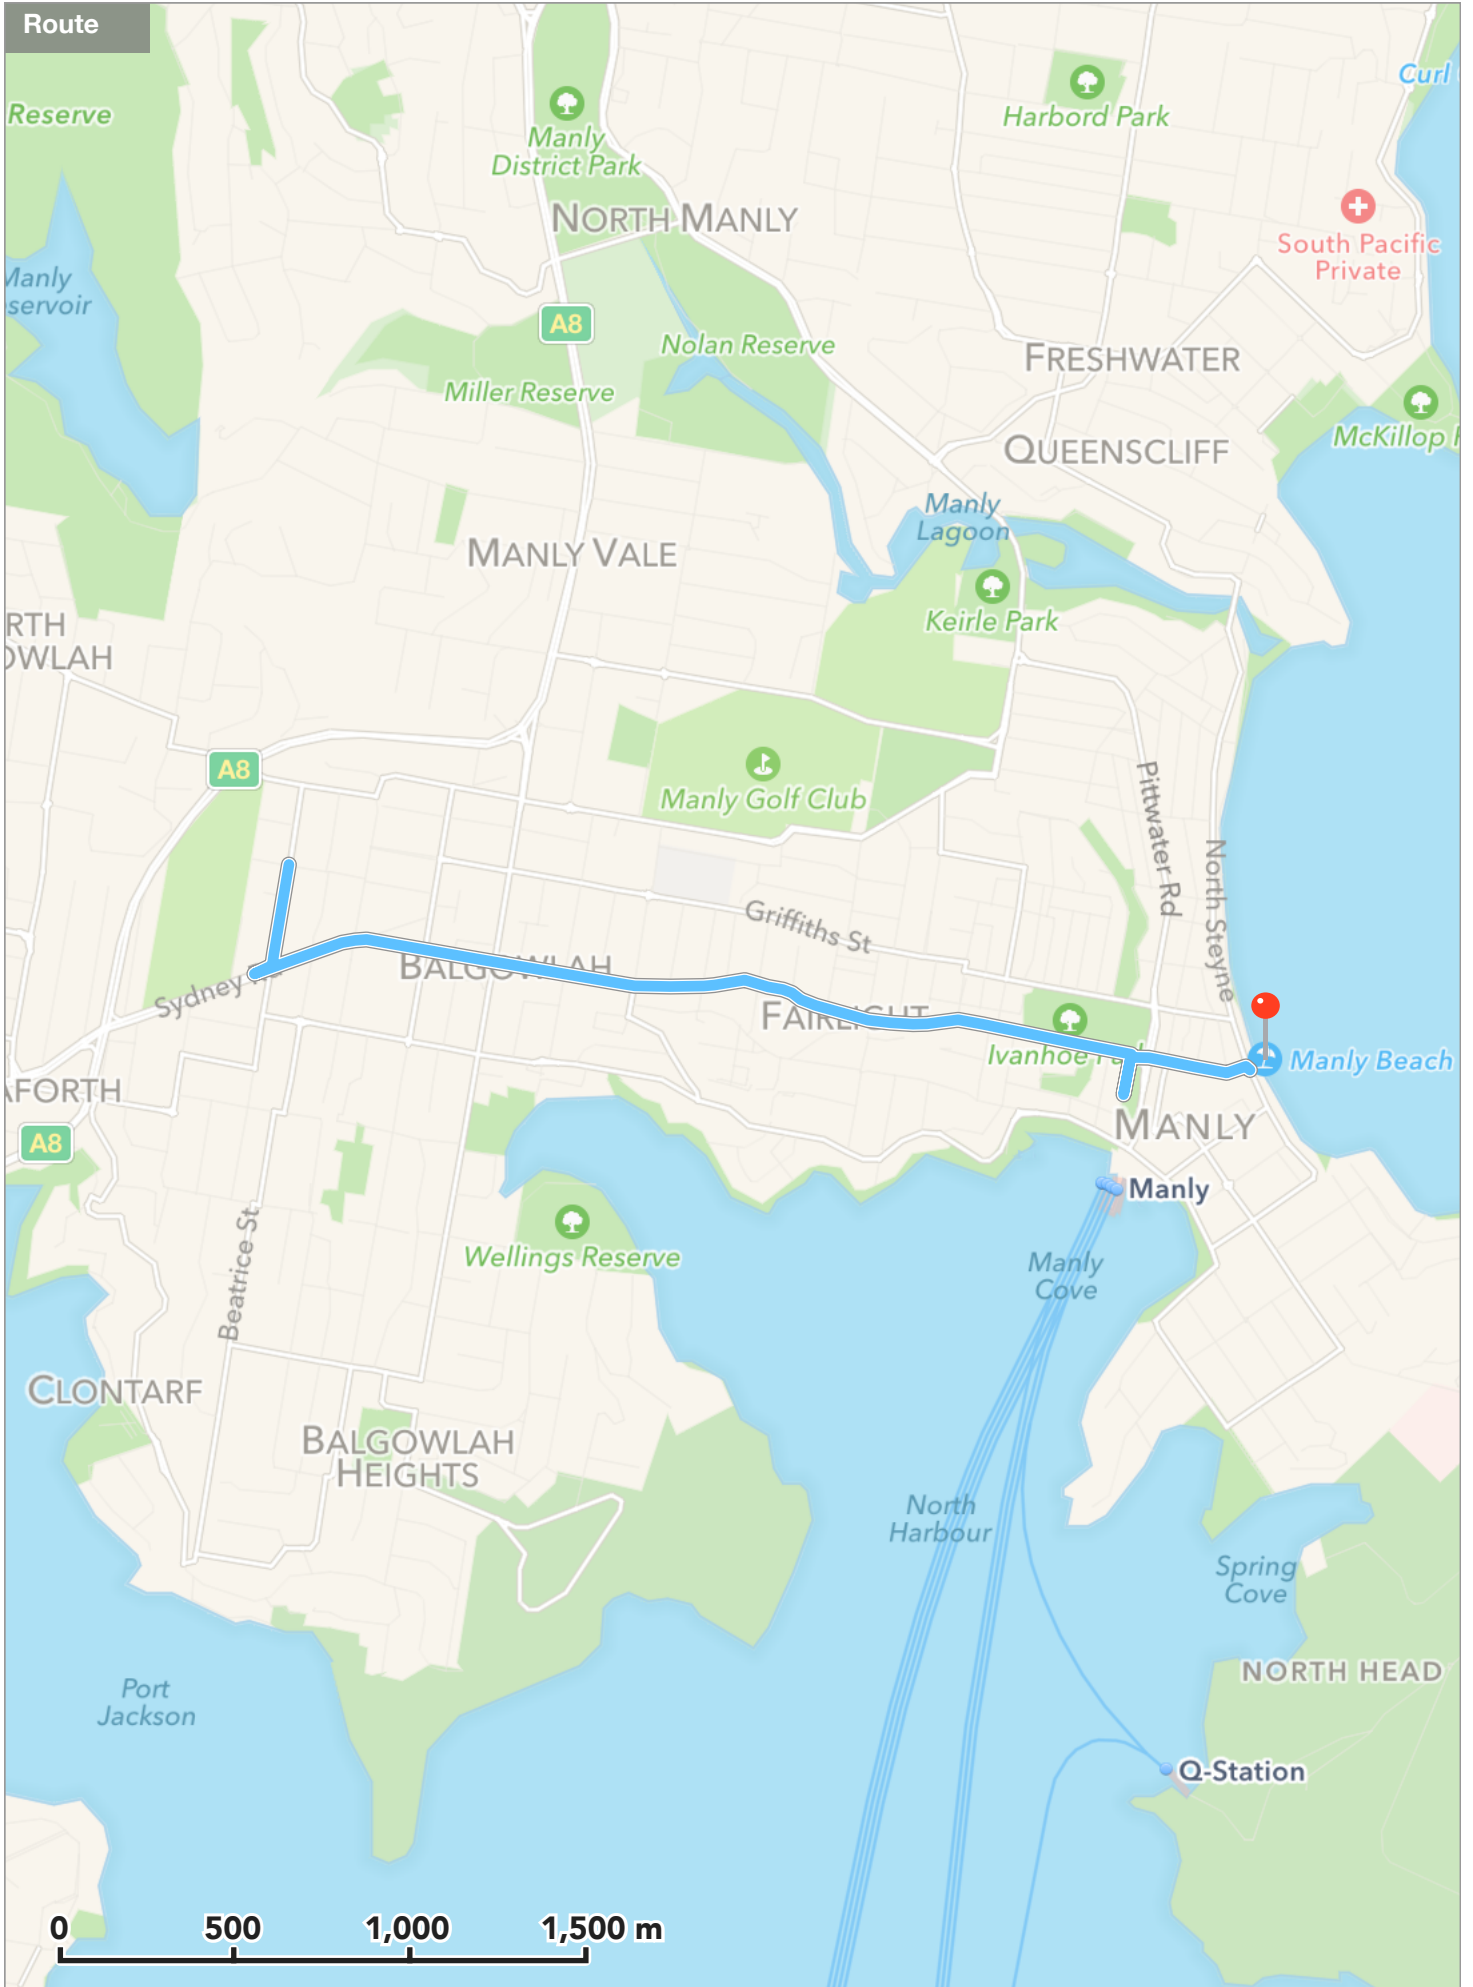 Route
Reserve
Curl
Harbord Park
Manly
District Park
NORTH MANLY
South Pacific
Private
Manly
servoir
A8
Nolan Reserve
FRESHWATER
Miller Reserve
McKillop
QUEENSCLIFF
Manly
Lagoon
MANLY VALE
Keirle Park
RTH
OWLAH
A8
Manly Golf Club
Pittwater Rd
North Steyne
Griffiths St
BALGOWLAH
Sydney
FAIRLIGHT
Ivanhoe
Manly Beach
AFORTH
MANLY
A8
Manly
Wellings Reserve
Manly
Cove
Beatrice St
CLONTARF
BALGOWLAH
HEIGHTS
North
Harbour
Spring
Cove
NORTH HEAD
Port
Jackson
Q-Station
0 500 1,000 1,500 m